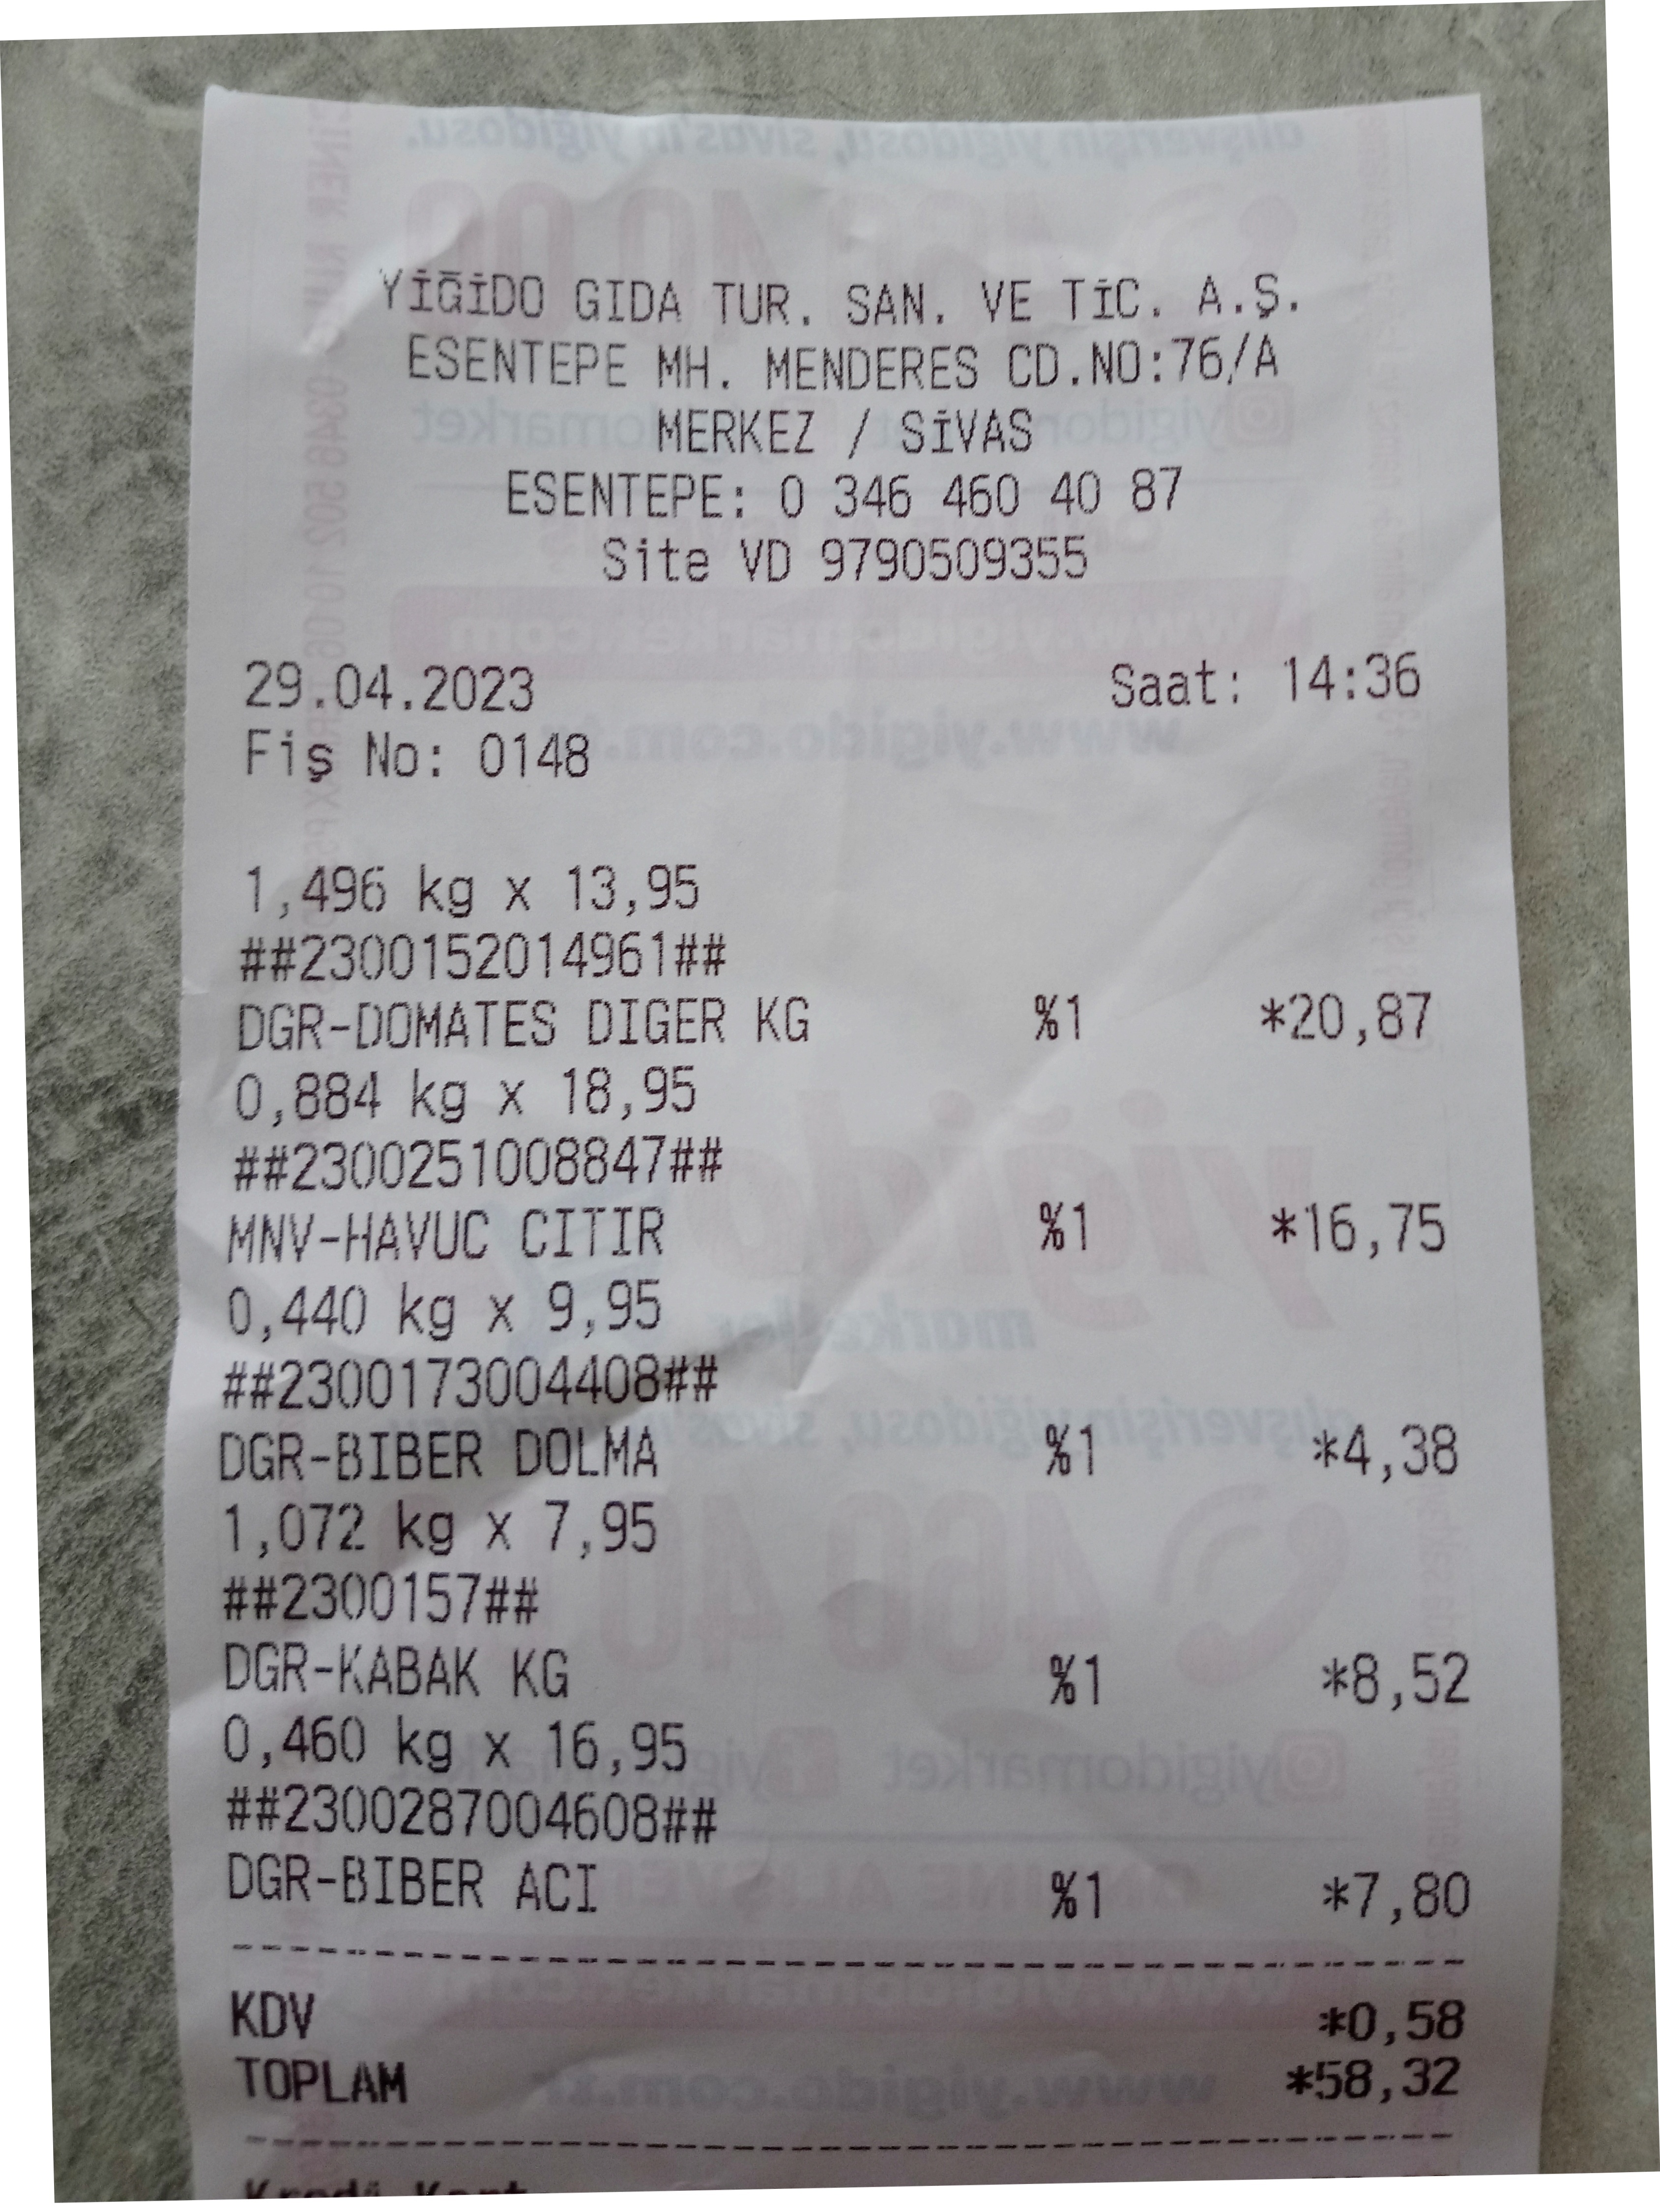 YİĞİDO GIDA TUR. SAN. VE TİC. A.Ş.
ESENTEPE MH. MENDERES CD.NO:76/A
MERKEZ / SİVAS
ESENTEPE: 0 346 460 40 87
Site VD 9790509355
29.04.2023 Saat: 14:36
Fiş No: 0148
1,496 kg x 13,95
##2300152014961##
DGR-DOMATES DIGER KG %1 *20,87
0,884 kg x 18,95
##2300251008847##
MNV-HAVUC CITIR %1 *16,75
0,440 kg x 9,95
##2300173004408##
DGR-BIBER DOLMA %1 *4,38
1,072 kg x 7,95
##2300157##
DGR-KABAK KG %1 *8,52
0,460 kg x 16,95
##2300287004608##
DGR-BIBER ACI %1 *7,80
KDV *0,58
TOPLAM *58,32